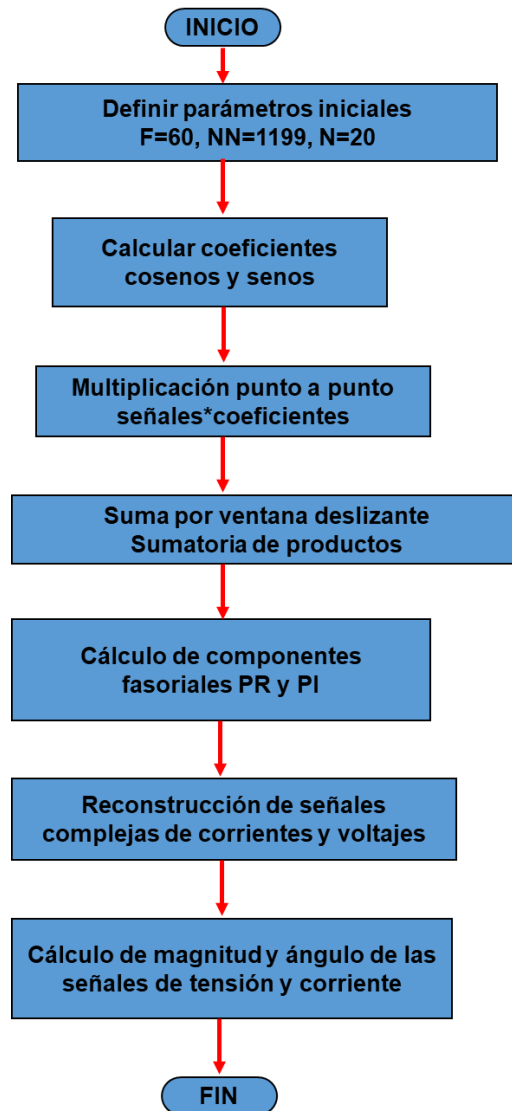 INICIO
Definir parámetros iniciales
F=60, NN=1199, N=20
Calcular coeficientes
cosenos y senos
Multiplicación punto a punto
señales*coeficientes
Suma por ventana deslizante
Sumatoria de productos
Cálculo de componentes
fasoriales PR y PI
Reconstrucción de señales
complejas de corrientes y voltajes
Cálculo de magnitud y ángulo de las
señales de tensión y corriente
FIN